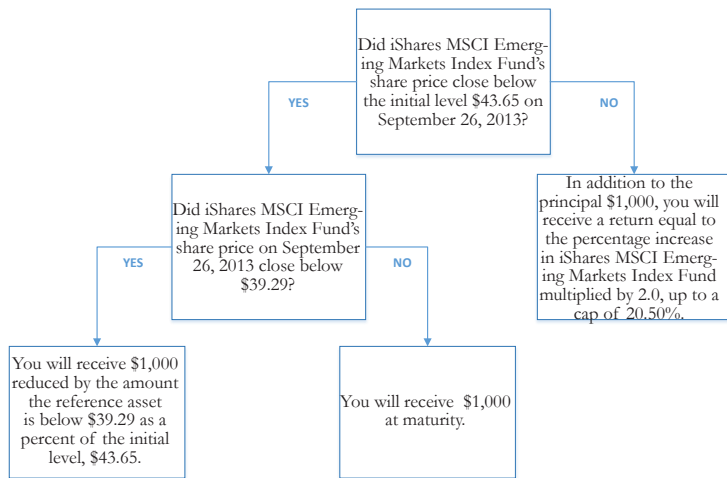 Did iShares MSCI Emerg-
ing Markets Index Fund's
share price close below
the initial level $43.65 on
September 26, 2013?
YES
NO
Did iShares MSCI Emerg-
ing Markets Index Fund's
share price on September
26, 2013 close below
$39.29?
In addition to the
principal $1,000, you will
receive a return equal to
the percentage increase
in iShares MSCI Emerg-
ing Markets Index Fund
multiplied by 2.0, up to a
cap of 20.50%.
YES
NO
You will receive $1,000
reduced by the amount
the reference asset
is below $39.29 as a
percent of the initial
level, $43.65.
You will receive $1,000
at maturity.